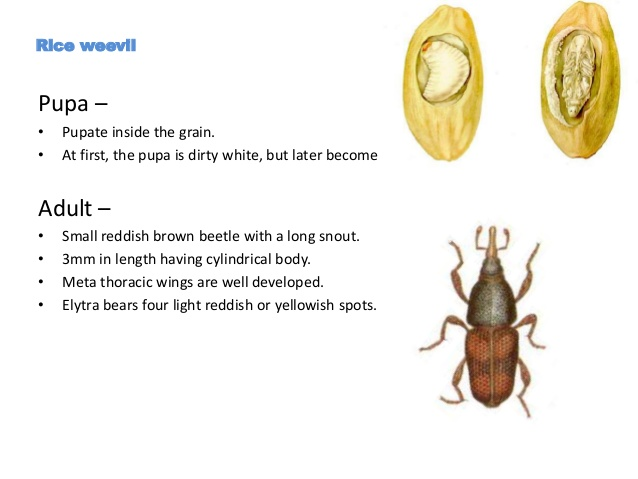 Rice weevil
Pupa –
• Pupate inside the grain.
• At first, the pupa is dirty white, but later become
Adult –
• Small reddish brown beetle with a long snout.
• 3mm in length having cylindrical body.
• Meta thoracic wings are well developed.
• Elytra bears four light reddish or yellowish spots.